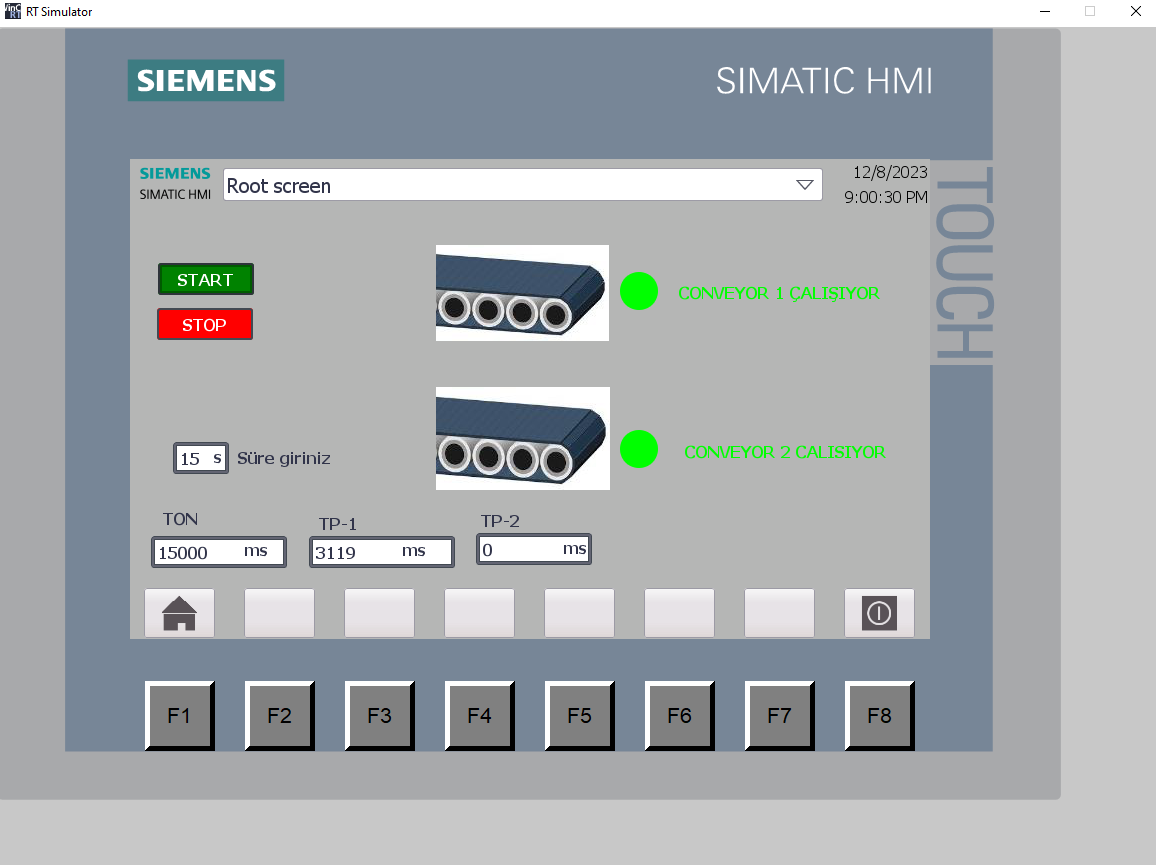 RT Simulator
SIEMENS
SIMATIC HMI
SIEMENS
SIMATIC HMI
Root screen
12/8/2023
9:00:30 PM
TOUCH
START
STOP
CONVEYOR 1 ÇALIŞIYOR
15 s
Süre giriniz
CONVEYOR 2 CALISIYOR
TON
TP-1
TP-2
15000 ms
3119 ms
0 ms
F1
F2
F3
F4
F5
F6
F7
F8